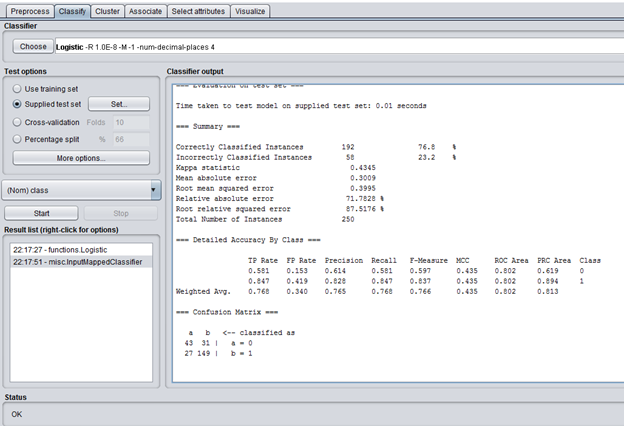 Preprocess Classify Cluster Associate Select attributes Visualize
Classifier
Choose Logistic -R 1.0E-8 -M -1 -num-decimal-places 4
Test options
Use training set
Supplied test set Set...
Cross-validation Folds 10
Percentage split % 66
More options...
(Nom) class
Start Stop
Result list (right-click for options)
22:17:27 - functions.Logistic
22:17:51 - misc.InputMappedClassifier
Classifier output
=== Evaluation on test set ===
Time taken to test model on supplied test set: 0.01 seconds
=== Summary ===
Correctly Classified Instances 192 76.8 %
Incorrectly Classified Instances 58 23.2 %
Kappa statistic 0.4345
Mean absolute error 0.3009
Root mean squared error 0.3995
Relative absolute error 71.7828 %
Root relative squared error 87.5176 %
Total Number of Instances 250
=== Detailed Accuracy By Class ===
TP Rate FP Rate Precision Recall F-Measure MCC ROC Area PRC Area Class
0.581 0.153 0.614 0.581 0.597 0.435 0.802 0.619 0
0.847 0.419 0.828 0.847 0.837 0.435 0.802 0.894 1
Weighted Avg. 0.768 0.340 0.765 0.768 0.766 0.435 0.802 0.813
=== Confusion Matrix ===
a b <-- classified as
43 31 | a = 0
27 149 | b = 1
Status
OK